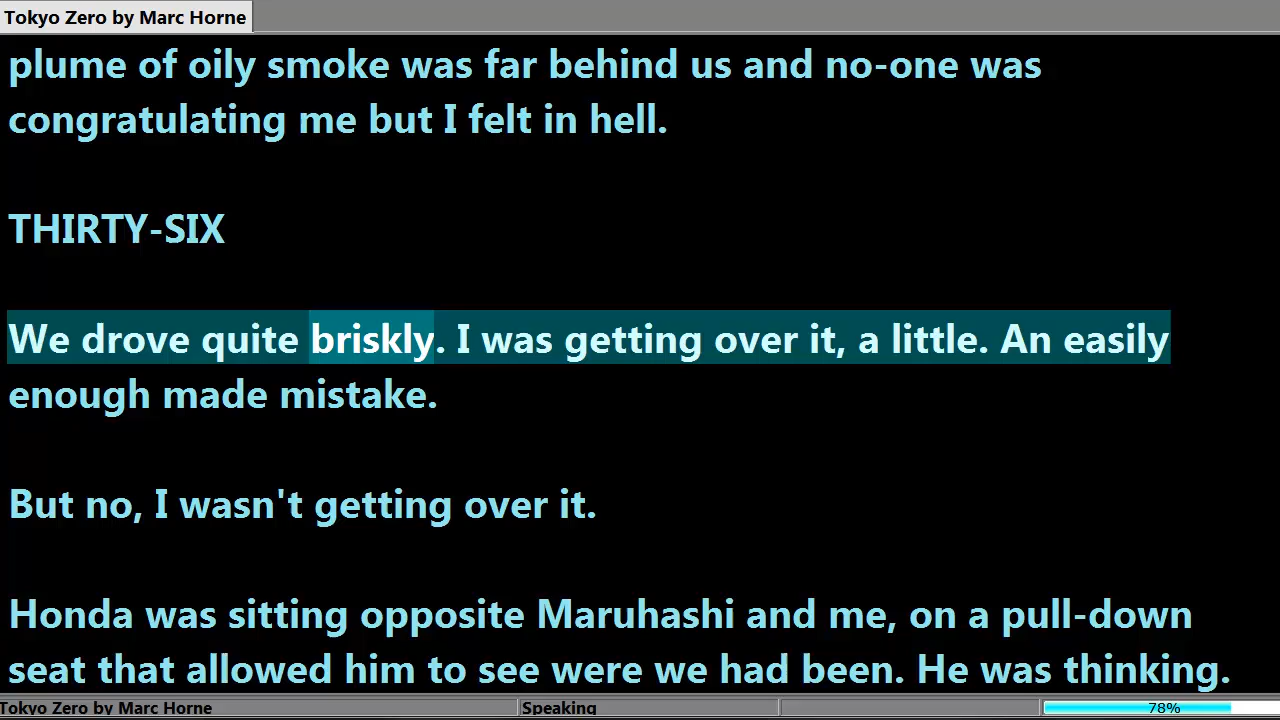 Tokyo Zero by Marc Horne
plume of oily smoke was far behind us and no-one was
congratulating me but I felt in hell.
THIRTY-SIX
We drove quite briskly. I was getting over it, a little. An easily
enough made mistake.
But no, I wasn't getting over it.
Honda was sitting opposite Maruhashi and me, on a pull-down
seat that allowed him to see were we had been. He was thinking.
Tokyo Zero by Marc Horne
Speaking
78%